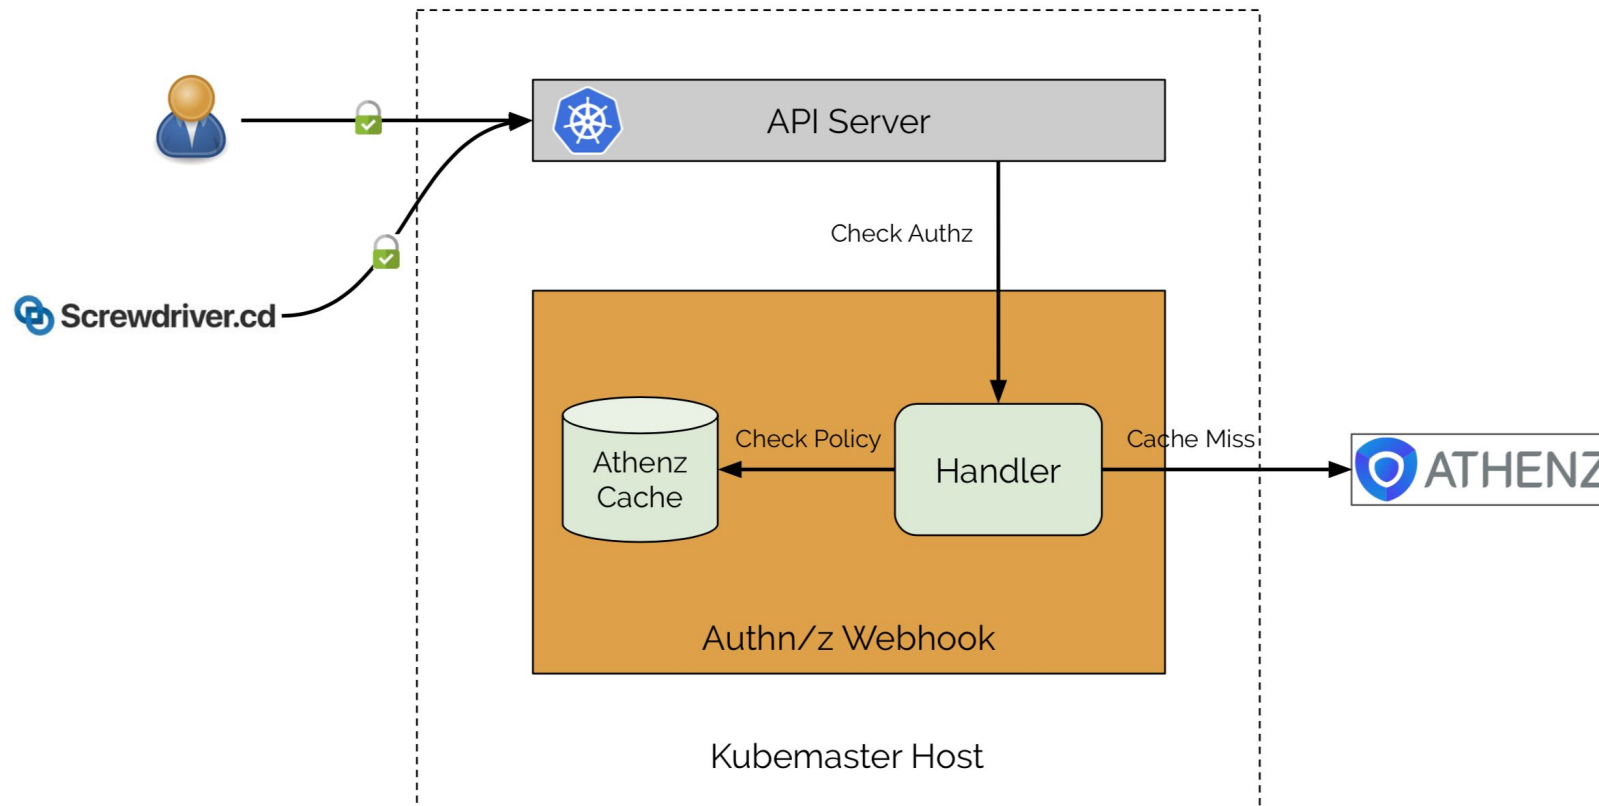 API Server
Check Authz
Screwdriver.cd
Check Policy
Cache Miss
Athenz
Cache
Handler
ATHENZ
Authn/z Webhook
Kubemaster Host